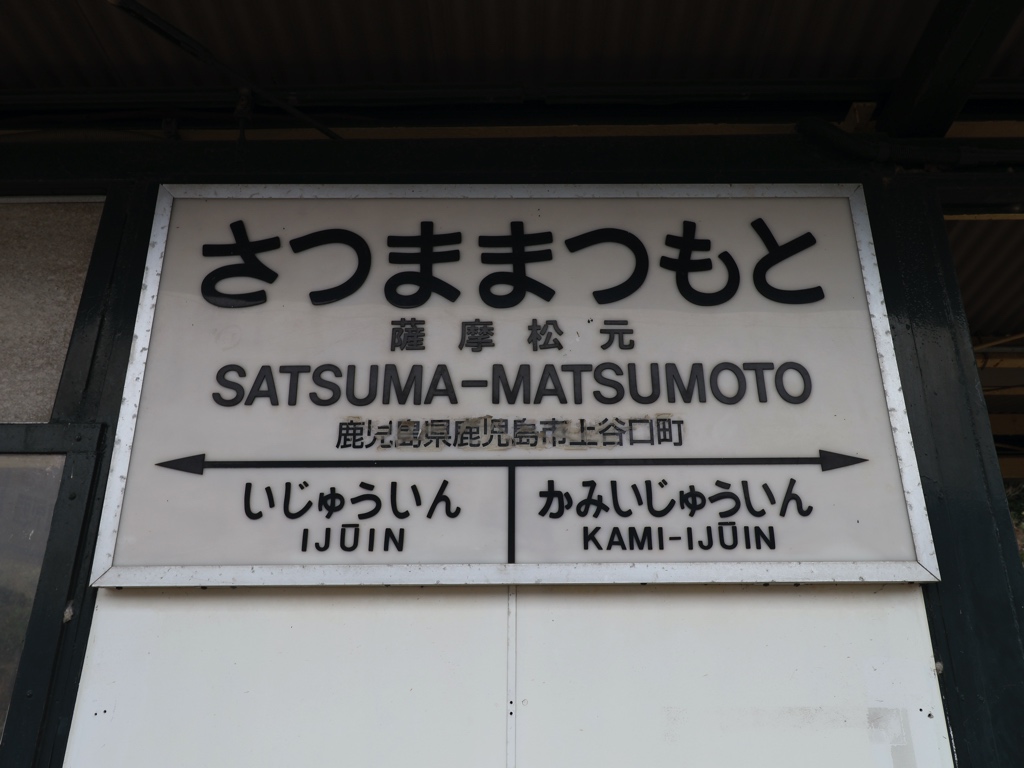 さつままつもと
薩摩松元
SATSUMA-MATSUMOTO
鹿児島県鹿児島市上谷口町
いじゅういん
IJŪIN
かみいじゅういん
KAMI-IJŪIN